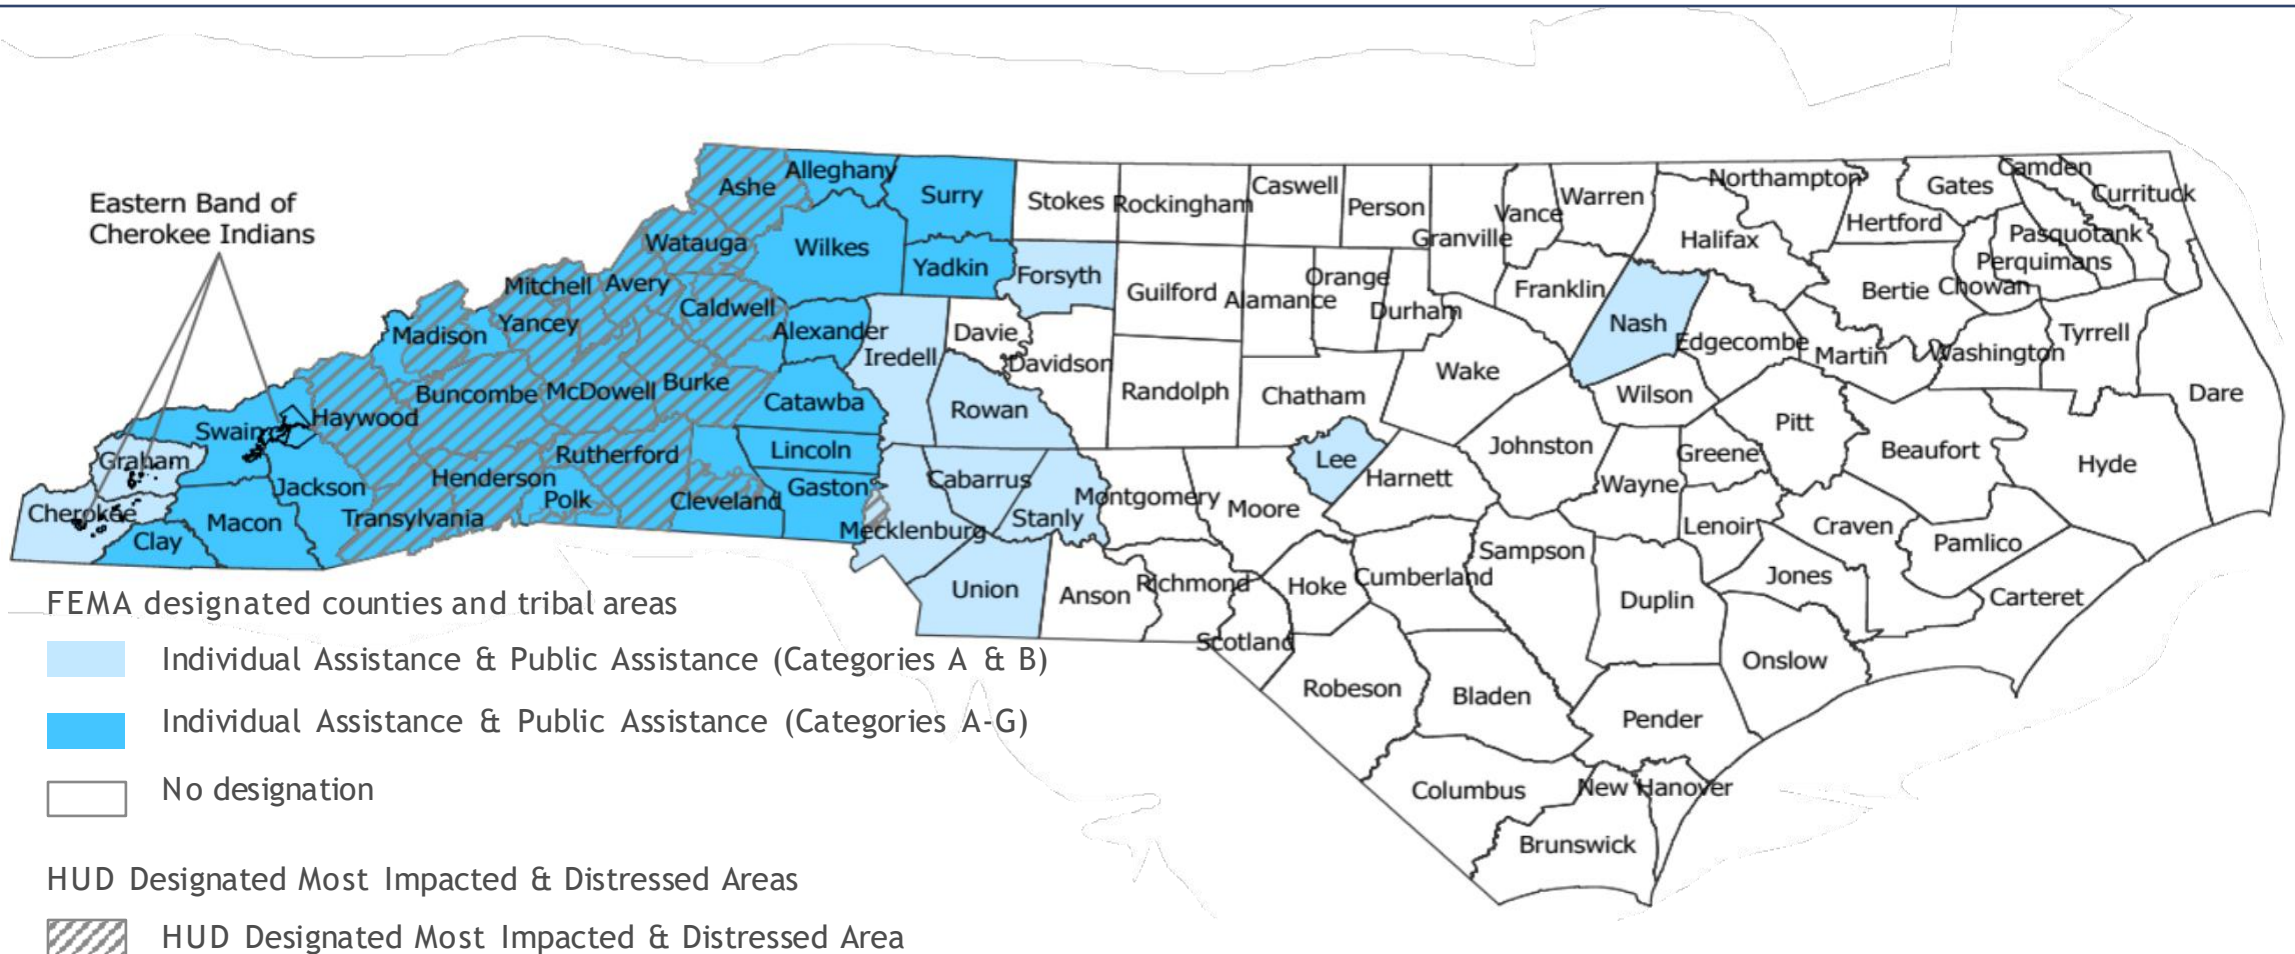 Eastern Band of
Cherokee Indians
Ashe
Alleghany
Surry
Stokes
Rockingham
Caswell
Person
Granville
Vance
Warren
Northampton
Gates
Camden
Currituck
Hertford
Halifax
Pasquotank
Perquimans
Chowan
Bertie
Watauga
Wilkes
Yadkin
Forsyth
Guilford
Alamance
Orange
Durham
Franklin
Nash
Edgecombe
Martin
Washington
Tyrrell
Dare
Mitchell
Avery
Yancey
Caldwell
Madison
Alexander
Iredell
Davie
Davidson
Randolph
Chatham
Wake
Wilson
Pitt
Beaufort
Hyde
Buncombe
McDowell
Burke
Catawba
Rowan
Haywood
Swain
Graham
Cherokee
Clay
Macon
Jackson
Transylvania
Henderson
Polk
Rutherford
Cleveland
Lincoln
Gaston
Mecklenburg
Cabarrus
Stanly
Union
Montgomery
Moore
Lee
Harnett
Johnston
Greene
Wayne
Lenoir
Craven
Pamlico
Jones
Carteret
Anson
Richmond
Scotland
Hoke
Cumberland
Sampson
Duplin
Onslow
Robeson
Bladen
Pender
Columbus
New Hanover
Brunswick
FEMA designated counties and tribal areas
Individual Assistance & Public Assistance (Categories A & B)
Individual Assistance & Public Assistance (Categories A-G)
No designation
HUD Designated Most Impacted & Distressed Areas
HUD Designated Most Impacted & Distressed Area